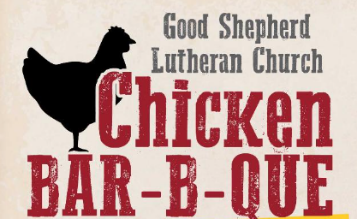 Good Shepherd
Lutheran Church
Chicken
BAR-B-QUE